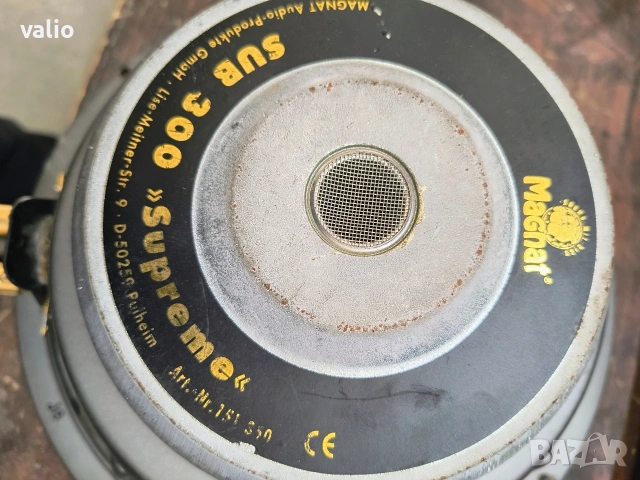 valio
MAGNAT Audio-Produkte GmbH · Lise-Meitner-Str. 9 · D-50259 Pulheim
SUB 300 »Supreme«
Art.-Nr. 151 350
CE
Magnat®
BAZAR